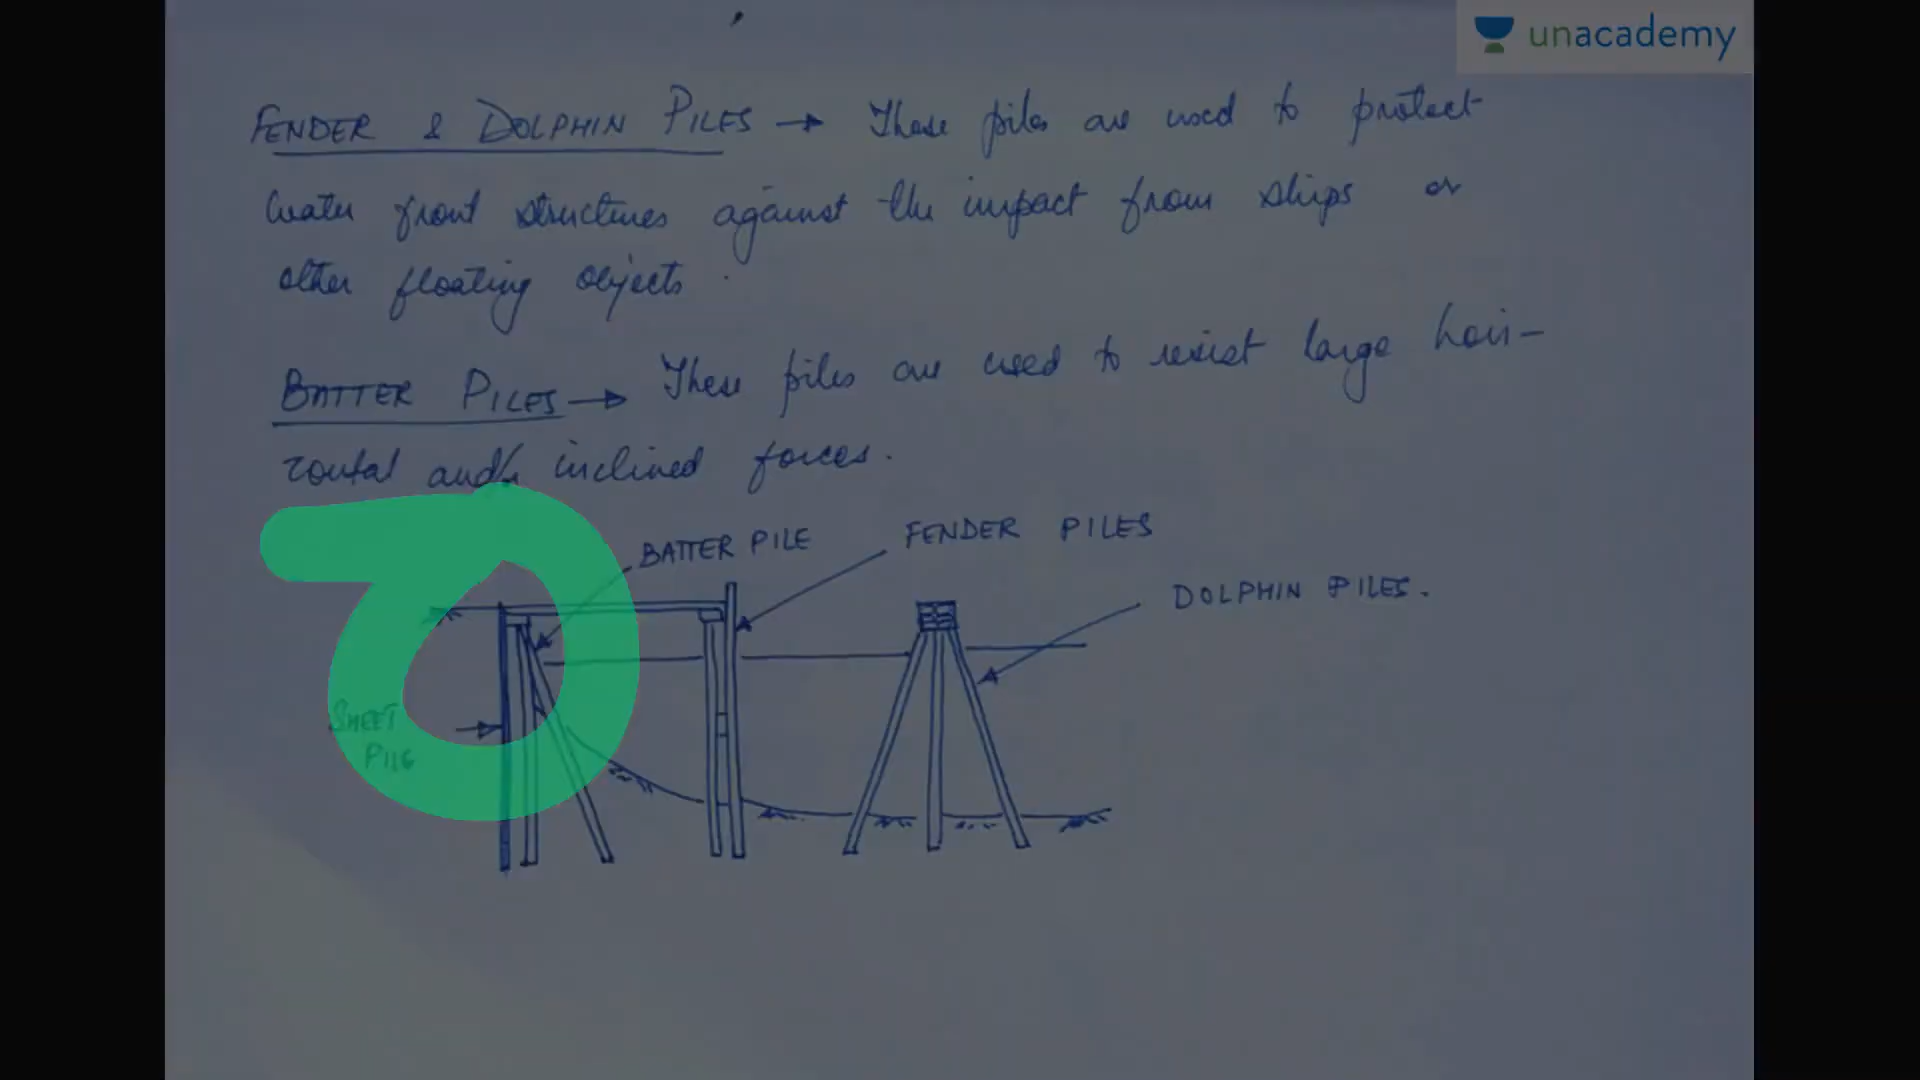 unacademy
FENDER & DOLPHIN PILES → These piles are used to protect
water front structures against the impact from ships or
other floating objects.
BATTER PILES → These piles are used to resist large hori-
zontal and/or inclined forces.
BATTER PILE
FENDER PILES
DOLPHIN PILES.
SHEET
PILE